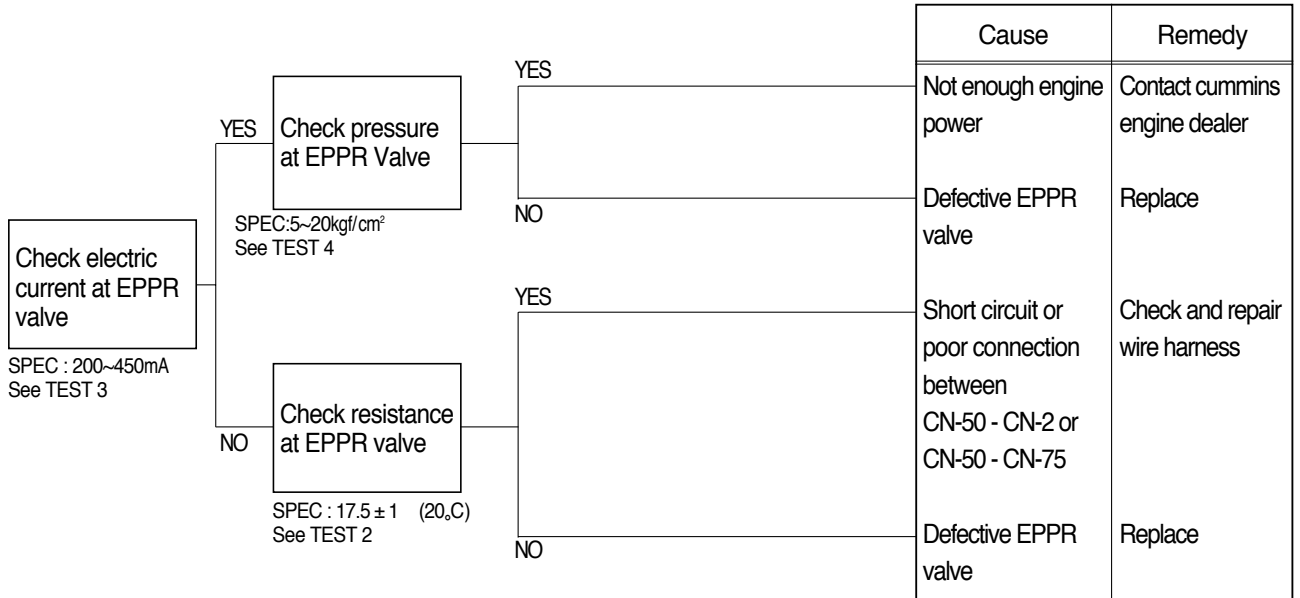 Check electric
current at EPPR
valve
SPEC : 200~450mA
See TEST 3
YES
Check pressure
at EPPR Valve
SPEC:5~20kgf/cm²
See TEST 4
NO
Check resistance
at EPPR valve
SPEC : 17.5 ± 1 (20°C)
See TEST 2
YES
NO
YES
NO
Cause
Remedy
Not enough engine
power
Contact cummins
engine dealer
Defective EPPR
valve
Replace
Short circuit or
poor connection
between
CN-50 - CN-2 or
CN-50 - CN-75
Check and repair
wire harness
Defective EPPR
valve
Replace